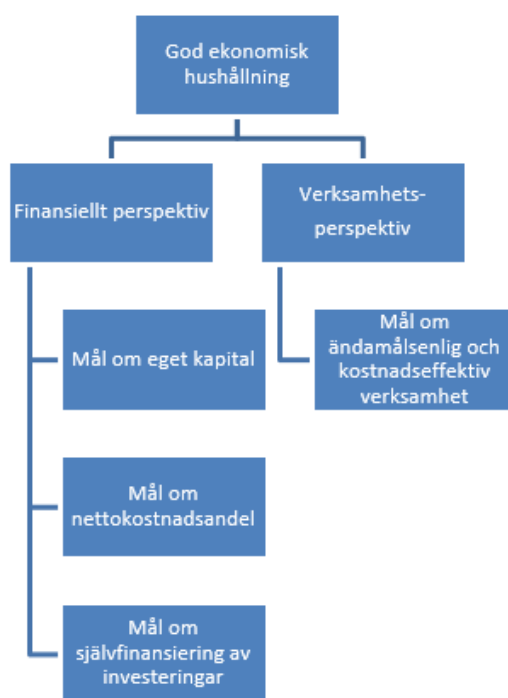 God ekonomisk
hushållning
Finansiellt perspektiv
Verksamhets-
perspektiv
Mål om eget kapital
Mål om
ändamålsenlig och
kostnadseffektiv
verksamhet
Mål om
nettokostnadsandel
Mål om
självfinansiering av
investeringar